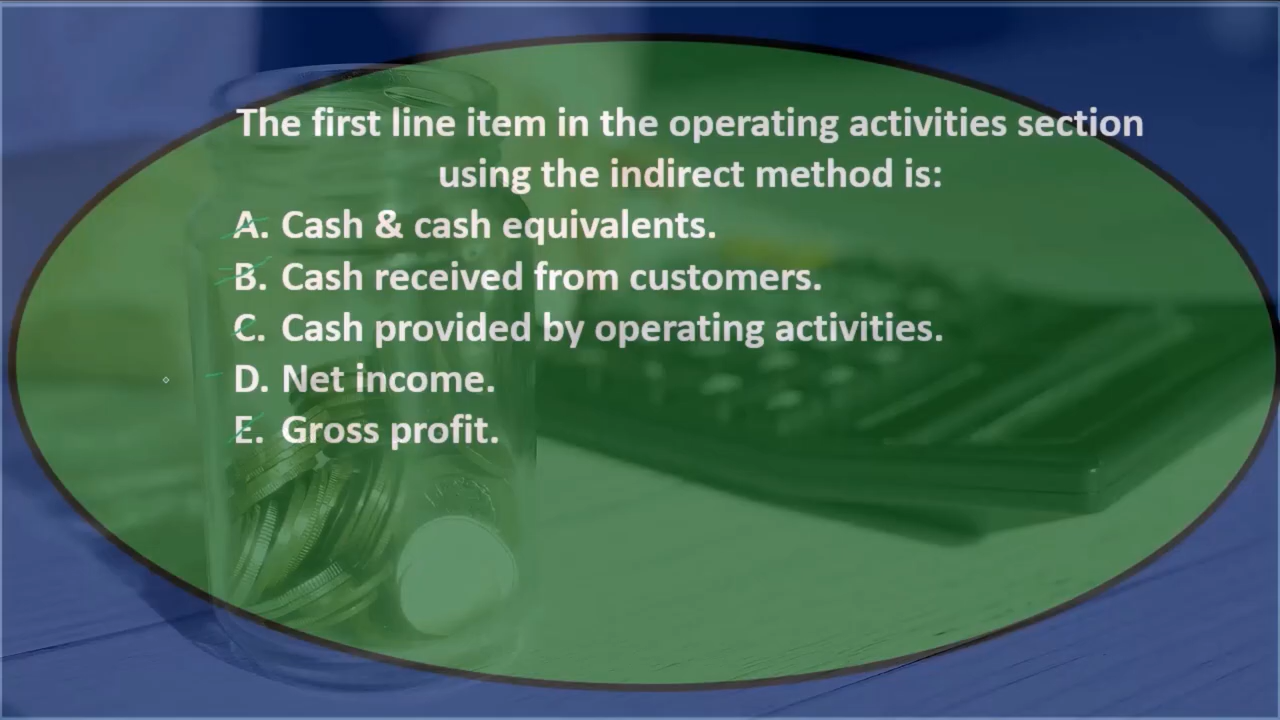 The first line item in the operating activities section
using the indirect method is:
A. Cash & cash equivalents.
B. Cash received from customers.
C. Cash provided by operating activities.
D. Net income.
E. Gross profit.